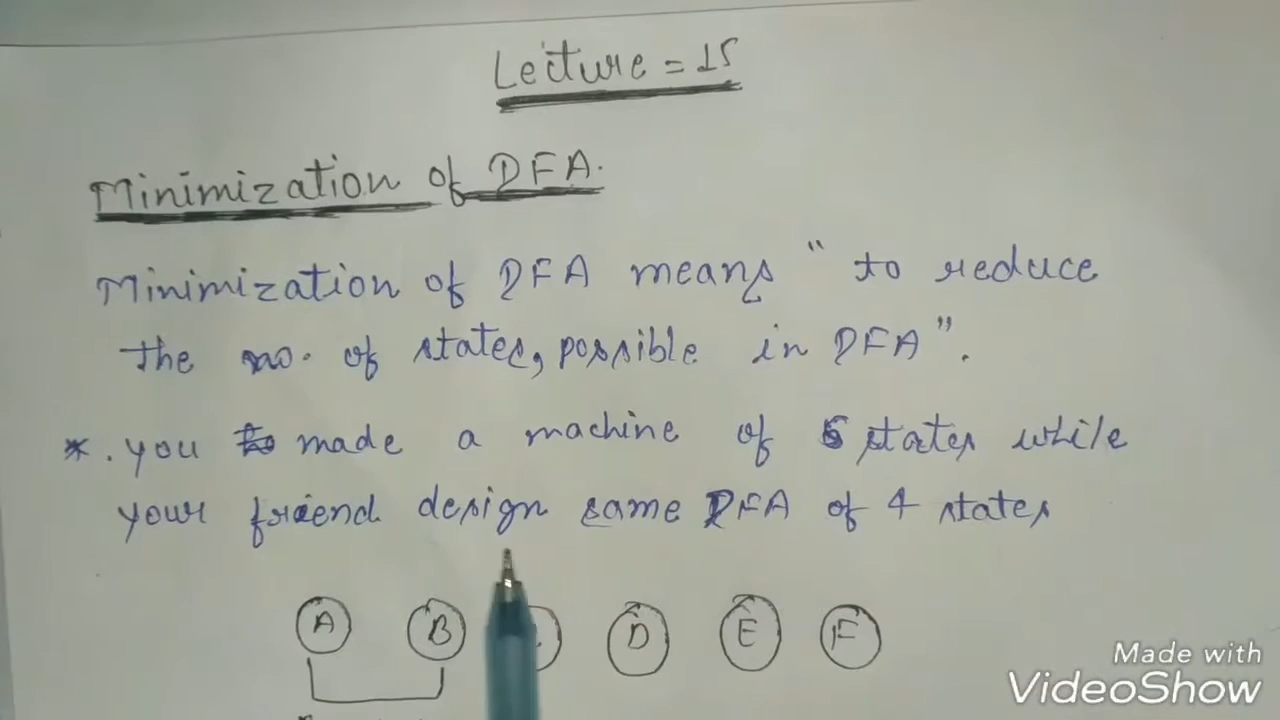 Lecture = 15
Minimization of DFA.
Minimization of DFA means " to reduce
the no. of states, possible in DFA".
*. you made a machine of 5 states while
your friend design same DFA of 4 states
A B D E F
Made with
VideoShow